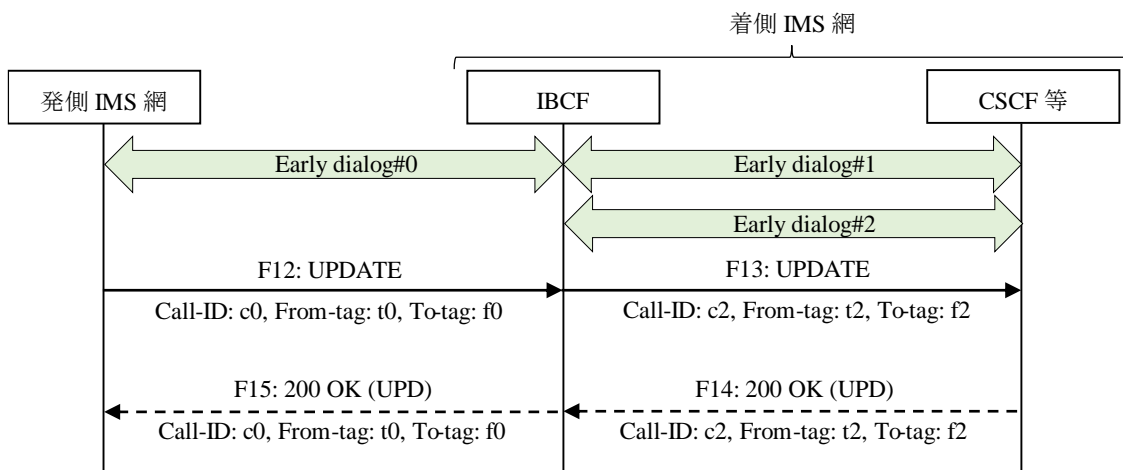 着側 IMS 網
発側 IMS 網
IBCF
CSCF 等
Early dialog#0
Early dialog#1
Early dialog#2
F12: UPDATE
F13: UPDATE
Call-ID: c0, From-tag: t0, To-tag: f0
Call-ID: c2, From-tag: t2, To-tag: f2
F15: 200 OK (UPD)
F14: 200 OK (UPD)
Call-ID: c0, From-tag: t0, To-tag: f0
Call-ID: c2, From-tag: t2, To-tag: f2